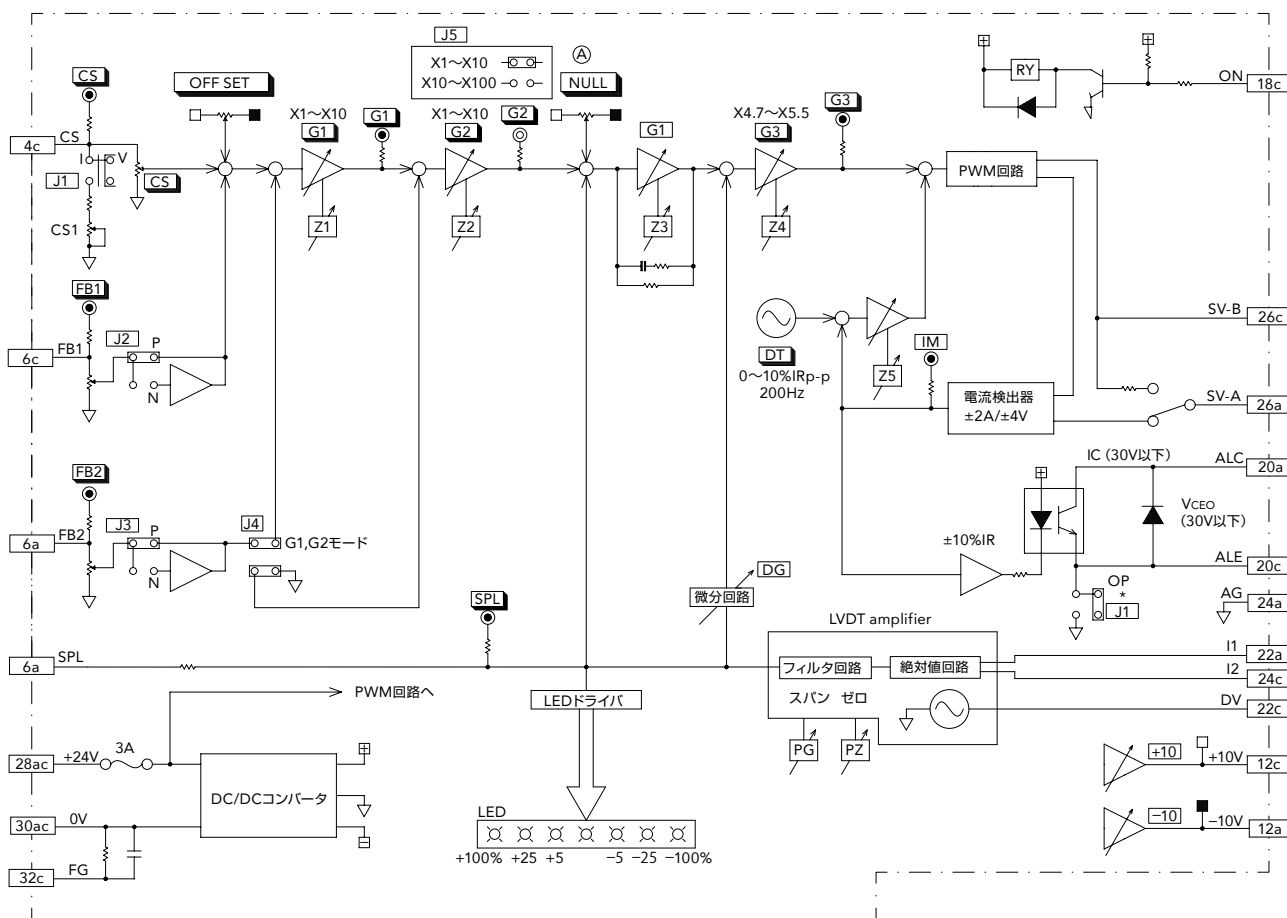 J5
X1〜X10
X10〜X100
A
NULL
OFF SET
CS
RY
ON
18c
X1〜X10
G1
G1
X1〜X10
G2
G2
G1
X4.7〜X5.5
G3
G3
4c
CS
I
V
J1
CS
PWM回路
Z1
Z2
Z3
Z4
CS1
FB1
6c
FB1
J2
P
N
DT
0〜10%IRp-p
200Hz
Z5
IM
電流検出器
±2A/±4V
SV-B
26c
SV-A
26a
IC (30V以下)
ALC
20a
VCEO
(30V以下)
FB2
6a
FB2
J3
P
N
J4
G1,G2モード
±10%IR
ALE
20c
OP
*
J1
AG
24a
DG
微分回路
SPL
LVDT amplifier
6a
SPL
フィルタ回路
絶対値回路
スパン
ゼロ
PG
PZ
I1
22a
I2
24c
DV
22c
PWM回路へ
LEDドライバ
28ac
+24V
3A
DC/DCコンバータ
30ac
0V
32c
FG
LED
+100%
+25
+5
−5
−25
−100%
+10
+10V
12c
−10
−10V
12a